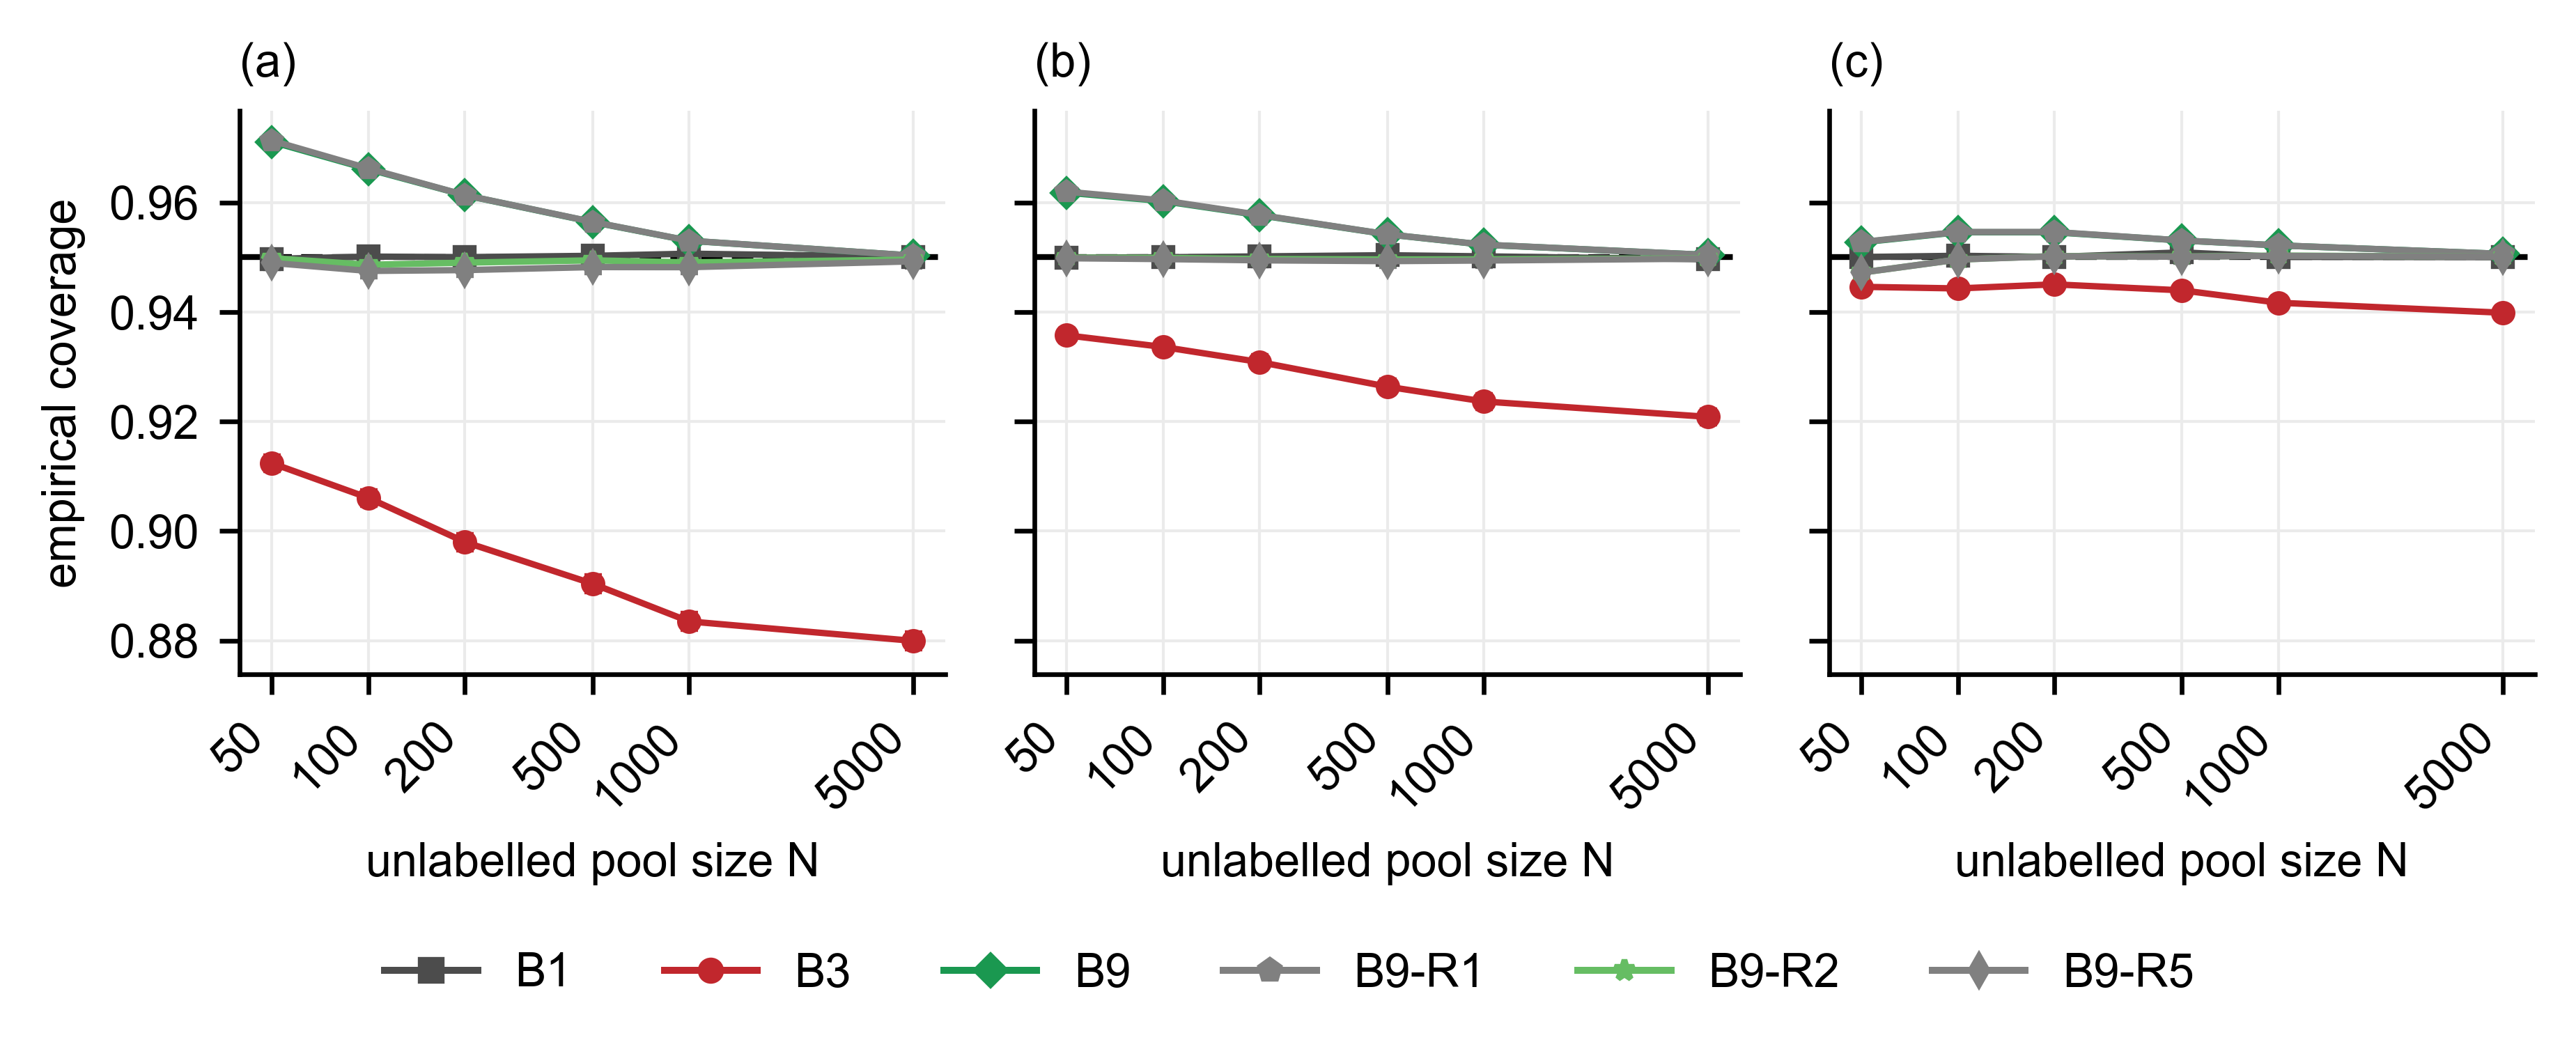 (a) (b) (c)
empirical coverage
0.96
0.94
0.92
0.90
0.88
50 100 200 500 1000 5000 50 100 200 500 1000 5000 50 100 200 500 1000 5000
unlabelled pool size N unlabelled pool size N unlabelled pool size N
B1 B3 B9 B9-R1 B9-R2 B9-R5